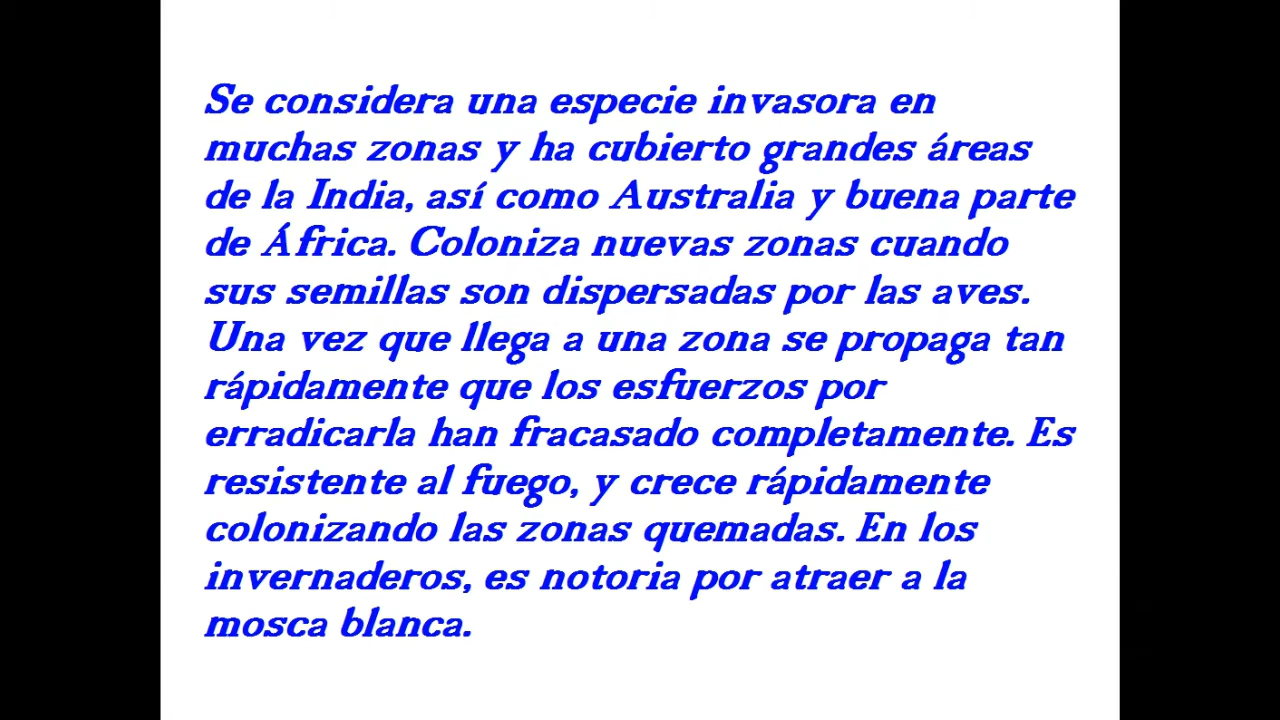 Se considera una especie invasora en
muchas zonas y ha cubierto grandes áreas
de la India, así como Australia y buena parte
de África. Coloniza nuevas zonas cuando
sus semillas son dispersadas por las aves.
Una vez que llega a una zona se propaga tan
rápidamente que los esfuerzos por
erradicarla han fracasado completamente. Es
resistente al fuego, y crece rápidamente
colonizando las zonas quemadas. En los
invernaderos, es notoria por atraer a la
mosca blanca.